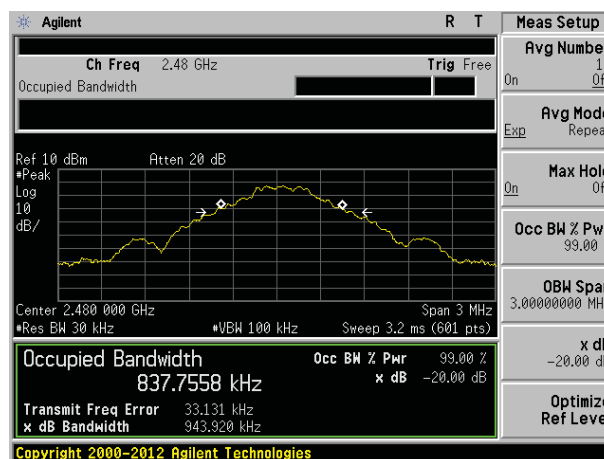 Agilent R T
Ch Freq 2.48 GHz Trig Free
Occupied Bandwidth
Ref 10 dBm Atten 20 dB
#Peak
Log
10
dB/
Center 2.480 000 GHz Span 3 MHz
#Res BW 30 kHz #VBW 100 kHz Sweep 3.2 ms (601 pts)
Occupied Bandwidth
837.7558 kHz
Occ BW % Pwr 99.00 %
x dB -20.00 dB
Transmit Freq Error 33.131 kHz
x dB Bandwidth 943.920 kHz
Copyright 2000-2012 Agilent Technologies
Meas Setup
Avg Numbe
1
On Of
Avg Mod
Exp Repea
Max Hol
On Of
Occ BW % Pw
99.00
OBW Spa
3.00000000 MH
x d
-20.00 d
Optimiz
Ref Leve